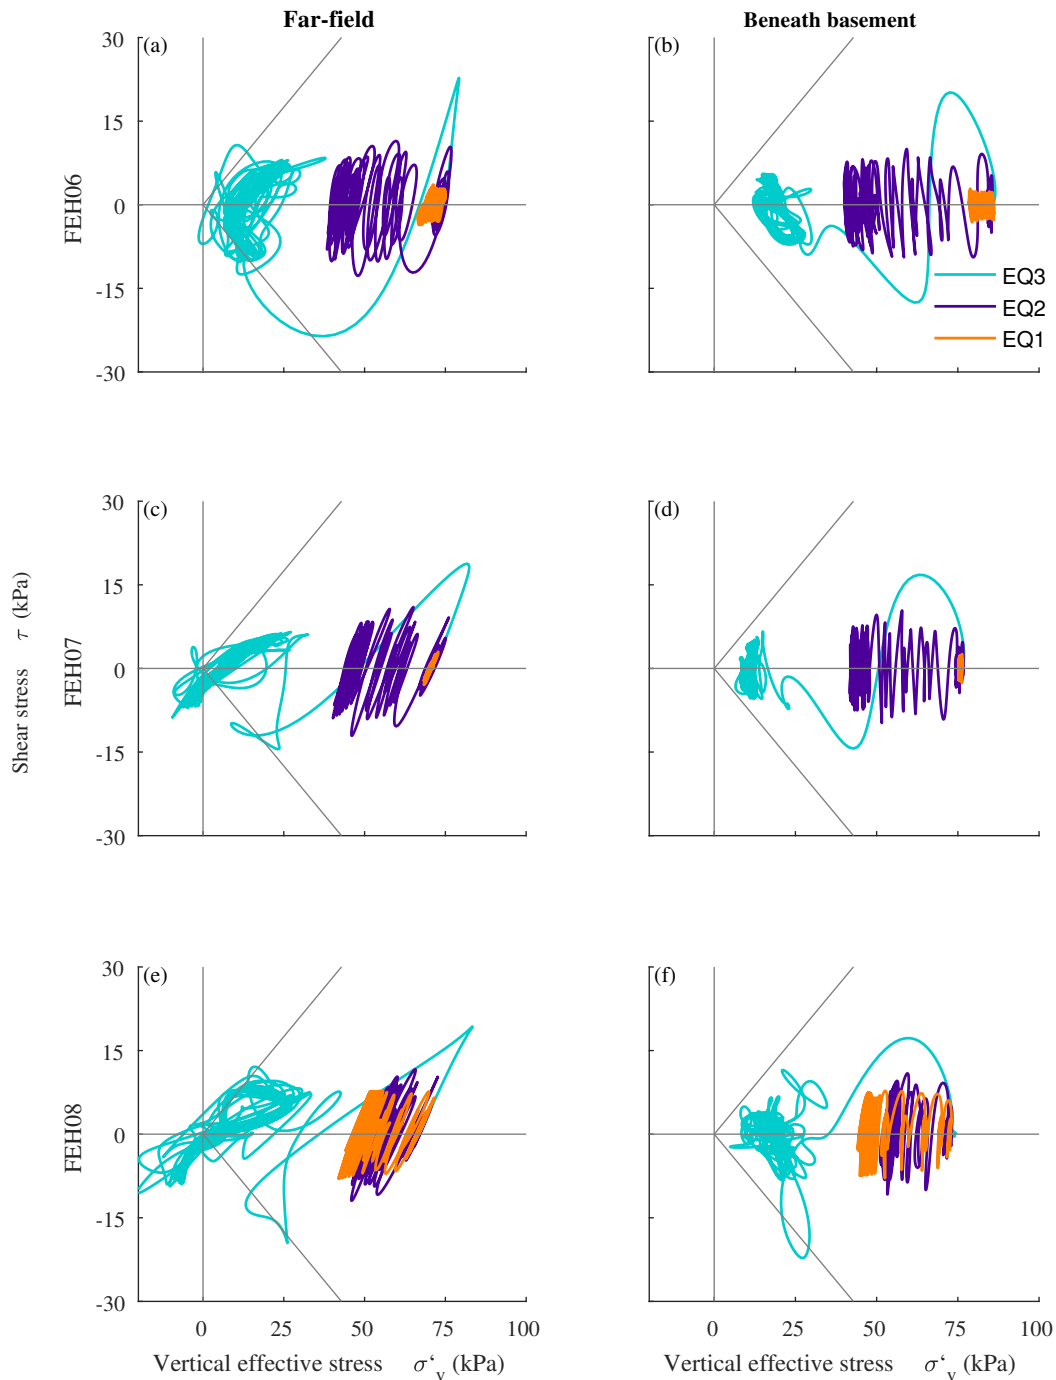 Far-field
Beneath basement
(a)
(b)
30
15
0
-15
-30
FEH06
EQ3
EQ2
EQ1
(c)
(d)
30
15
0
-15
-30
FEH07
Shear stress τ (kPa)
(e)
(f)
30
15
0
-15
-30
FEH08
0 25 50 75 100
0 25 50 75 100
Vertical effective stress σ‘v (kPa)
Vertical effective stress σ‘v (kPa)